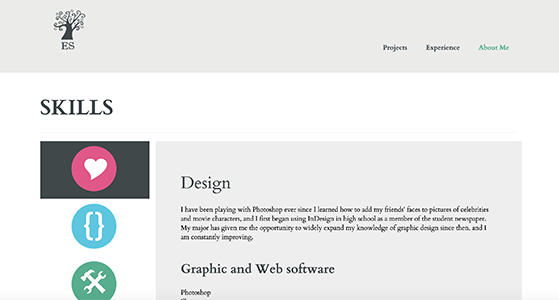 ES
Projects Experience About Me
SKILLS
Design
I have been playing with Photoshop ever since I learned how to add my friends' faces to pictures of celebrities
and movie characters, and I first began using InDesign in high school as a member of the student newspaper.
My major has given me the opportunity to widely expand my knowledge of graphic design since then, and I
am constantly improving.
Graphic and Web software
Photoshop